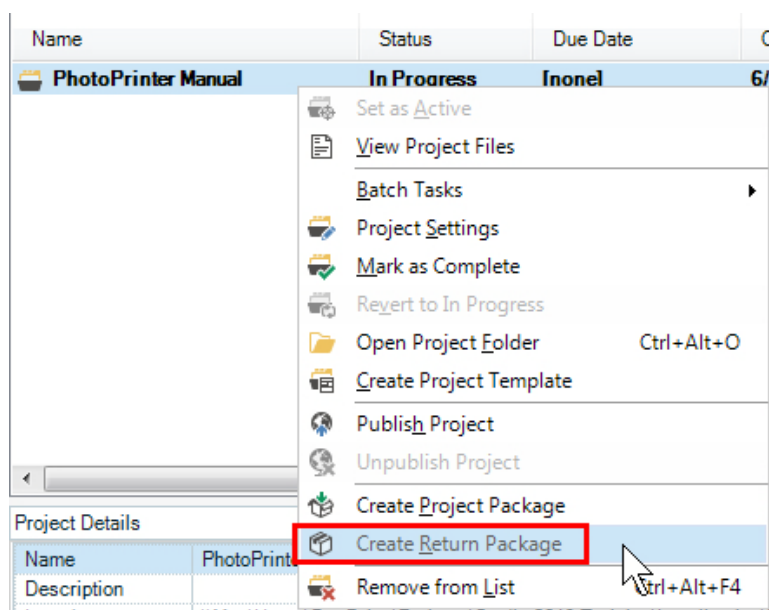 Name Status Due Date
PhotoPrinter Manual In Progress [none] 6/
Set as Active
View Project Files
Batch Tasks
Project Settings
Mark as Complete
Revert to In Progress
Open Project Folder Ctrl+Alt+O
Create Project Template
Publish Project
Unpublish Project
Create Project Package
Project Details
Create Return Package
Name PhotoPrinte
Remove from List Ctrl+Alt+F4
Description